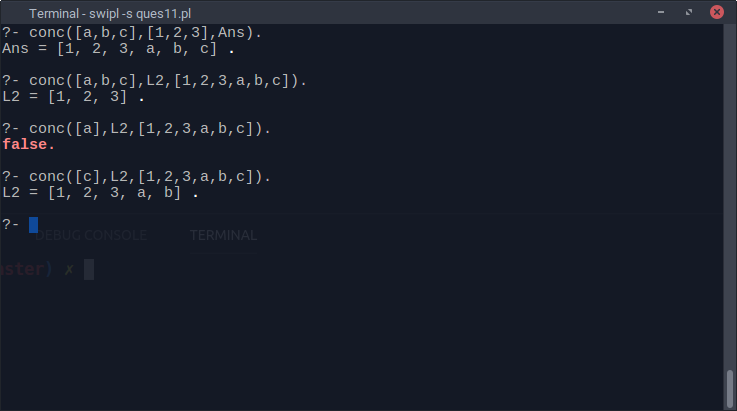 Terminal - swipl -s ques11.pl
?- conc([a,b,c],[1,2,3],Ans).
Ans = [1, 2, 3, a, b, c] .
?- conc([a,b,c],L2,[1,2,3,a,b,c]).
L2 = [1, 2, 3] .
?- conc([a],L2,[1,2,3,a,b,c]).
false.
?- conc([c],L2,[1,2,3,a,b,c]).
L2 = [1, 2, 3, a, b] .
?-
DEBUG CONSOLE TERMINAL
aster) ✗